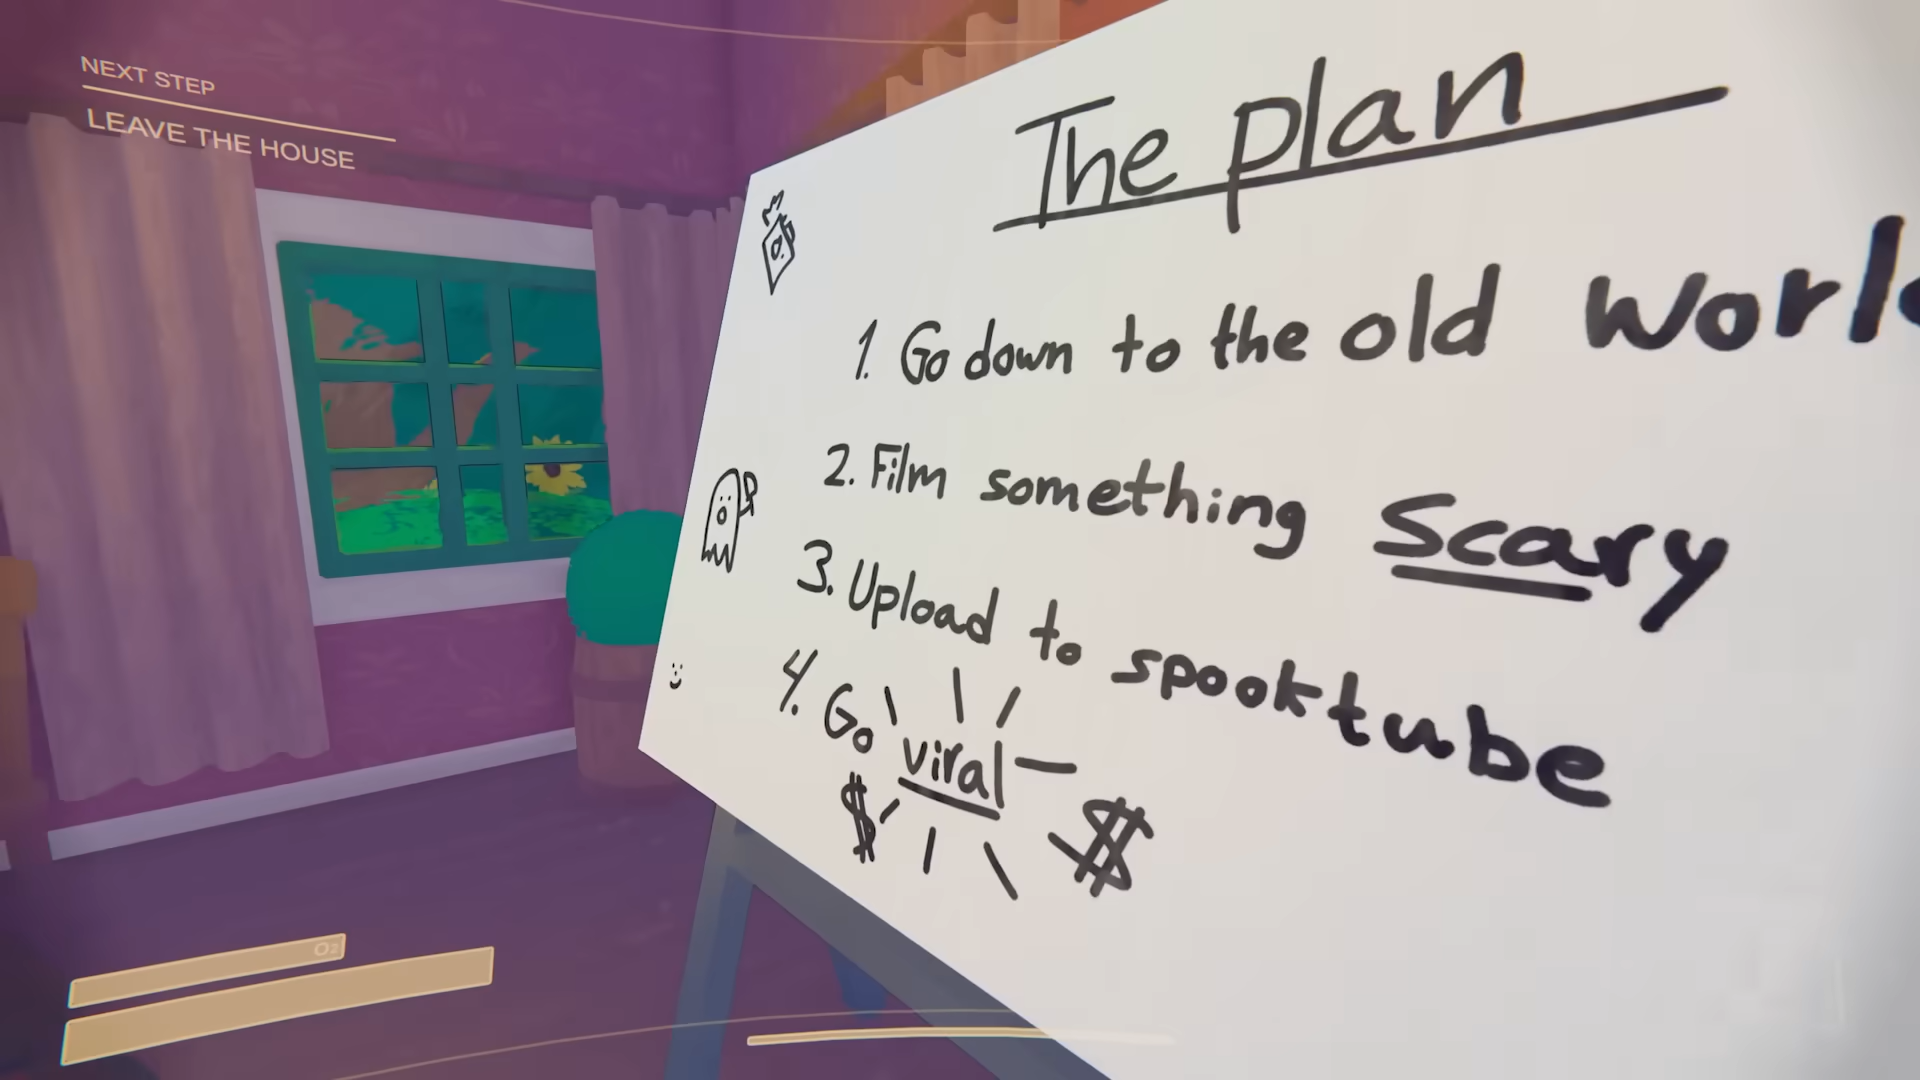 NEXT STEP
LEAVE THE HOUSE
The plan
1. Go down to the old worl
2. Film something scary
3. Upload to spooktube
4. Go viral
$ $
O2